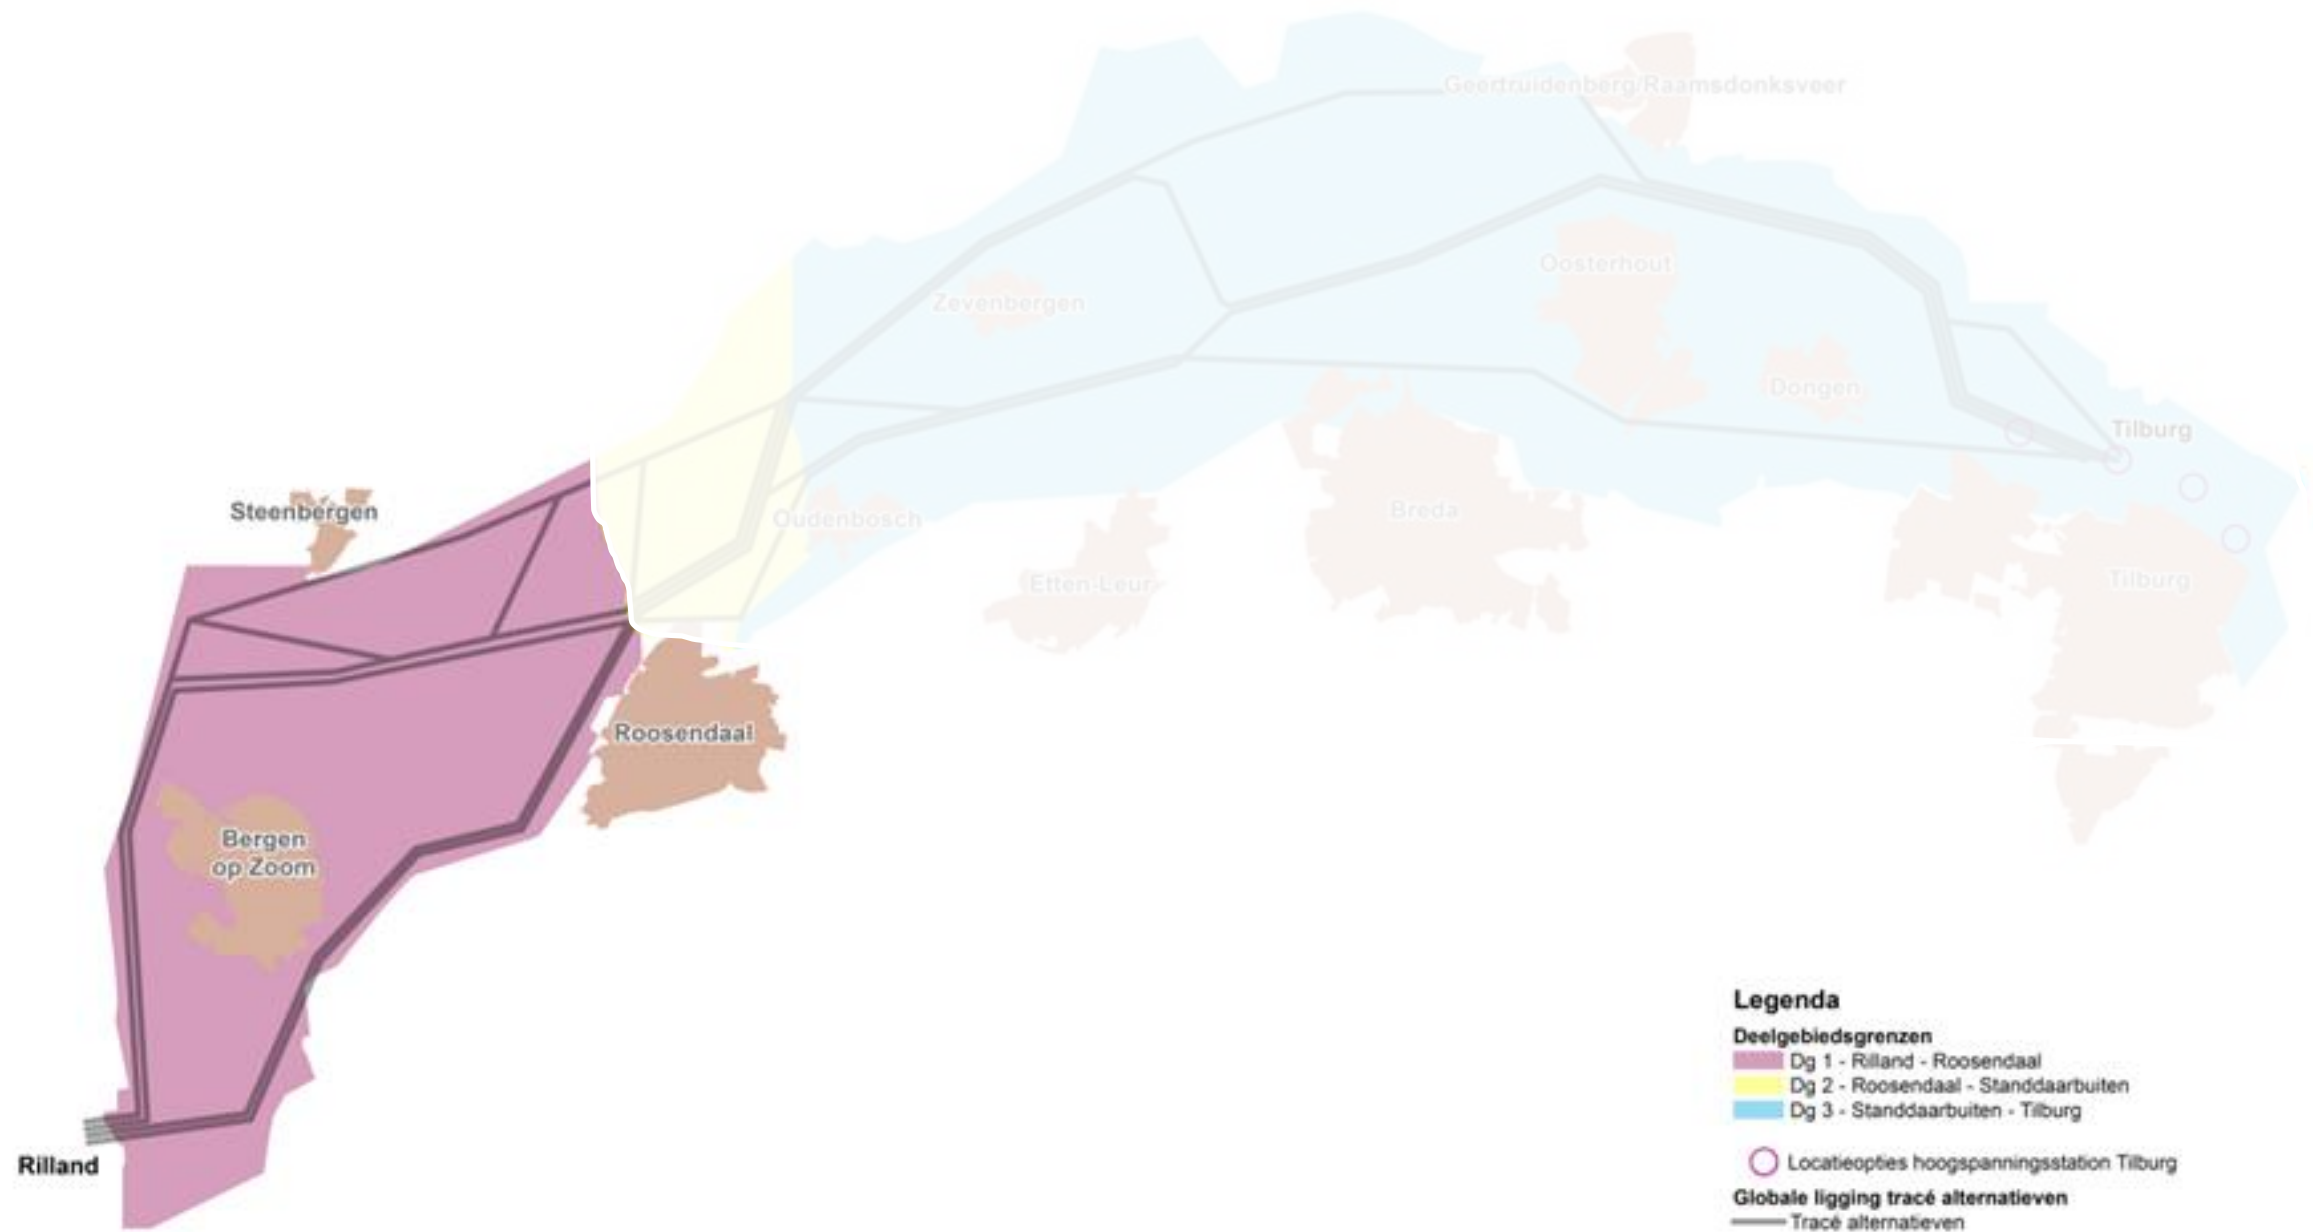 Geertruidenberg/Raamsdonksveer
Oosterhout
Zevenbergen
Dongen
Tilburg
Steenbergen
Oudenbosch
Breda
Etten-Leur
Tilburg
Roosendaal
Bergen
op Zoom
Rilland
Legenda
Deelgebiedsgrenzen
Dg 1 - Rilland - Roosendaal
Dg 2 - Roosendaal - Standdaarbuiten
Dg 3 - Standdaarbuiten - Tilburg
Locatieopties hoogspanningsstation Tilburg
Globale ligging tracé alternatieven
Tracé alternatieven